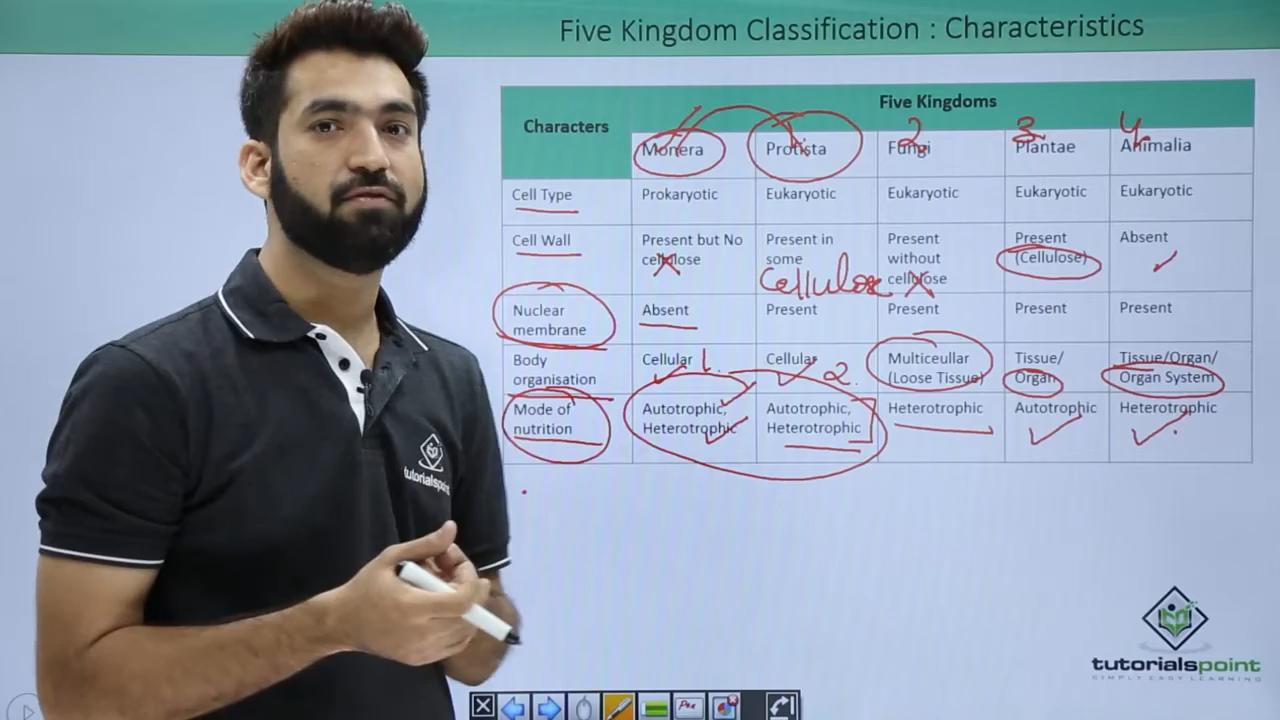 Five Kingdom Classification : Characteristics
Characters
Five Kingdoms
2 3 4
Monera Protista Fungi Plantae Animalia
Cell Type Prokaryotic Eukaryotic Eukaryotic Eukaryotic Eukaryotic
Cell Wall Present but No Present in Present Present Absent
cellulose some without (Cellulose)
Cellulose cellulose
Nuclear Absent Present Present Present Present
membrane
Body Cellular 1. Cellular 2. Multiceullar Tissue/ Tissue/Organ/
organisation (Loose Tissue) Organ Organ System
Mode of Autotrophic, Autotrophic, Heterotrophic Autotrophic Heterotrophic
nutrition Heterotrophic Heterotrophic
tutorialspoint
tutorialspoint
SIMPLY EASY LEARNING
Pen